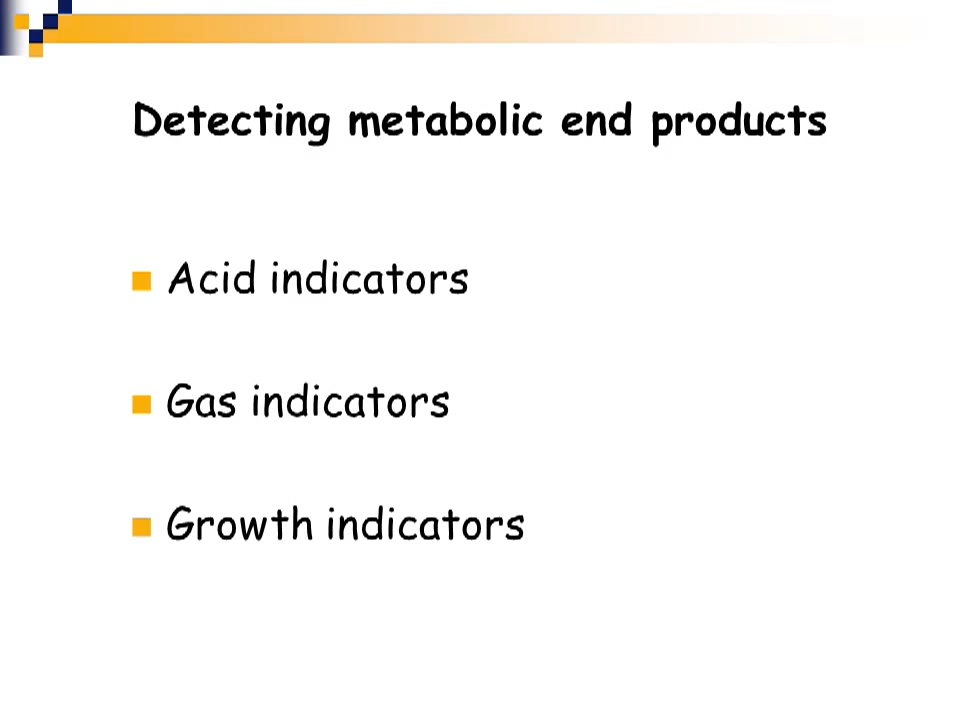 Detecting metabolic end products
Acid indicators
Gas indicators
Growth indicators